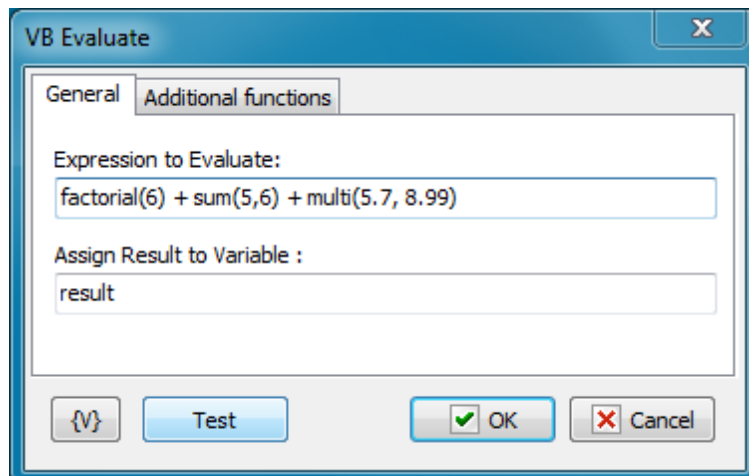 VB Evaluate
X
General Additional functions
Expression to Evaluate:
factorial(6) + sum(5,6) + multi(5.7, 8.99)
Assign Result to Variable :
result
{V} Test OK Cancel